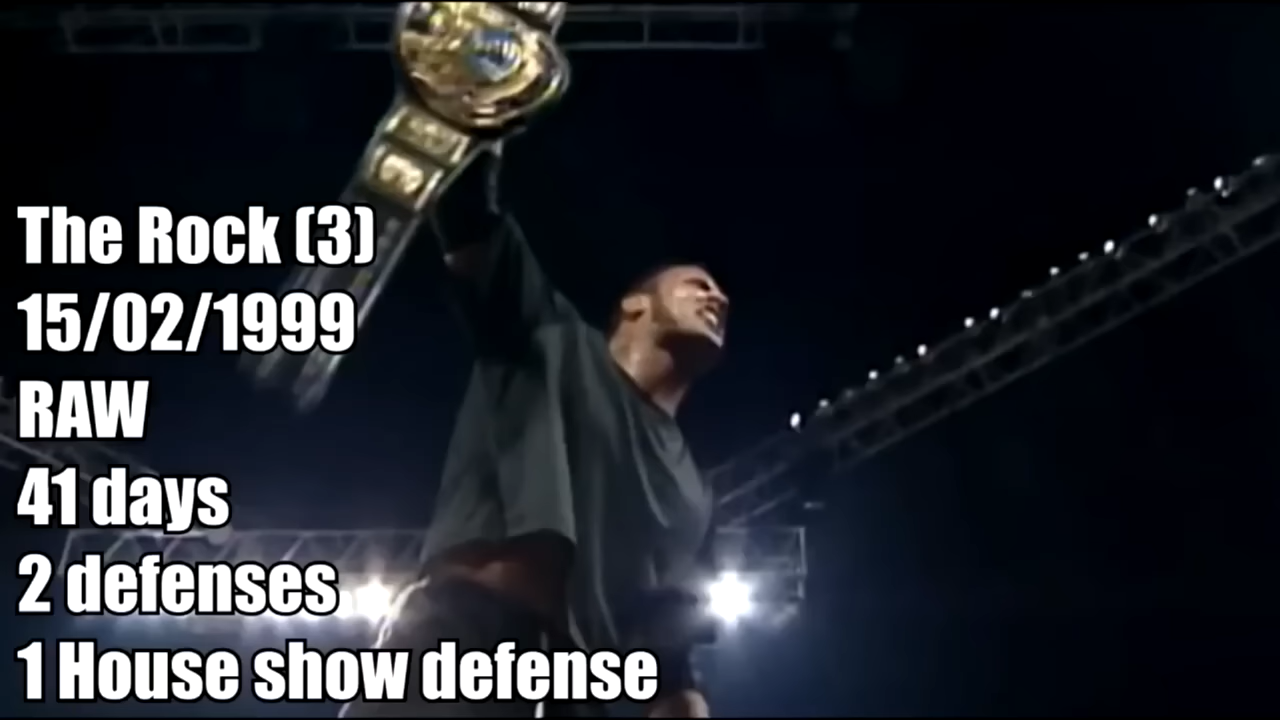 The Rock (3)
15/02/1999
RAW
41 days
2 defenses
1 House show defense